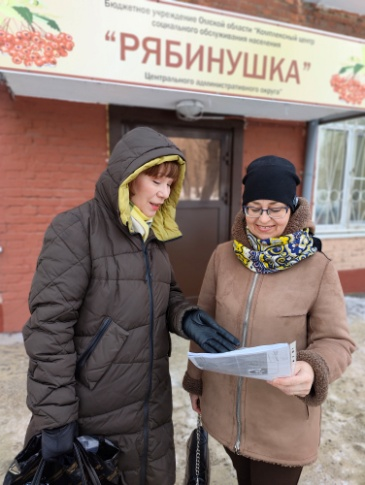 Бюджетное учреждение Омской области "Комплексный центр
социального обслуживания населения
"РЯБИНУШКА"
Центрального административного округа"